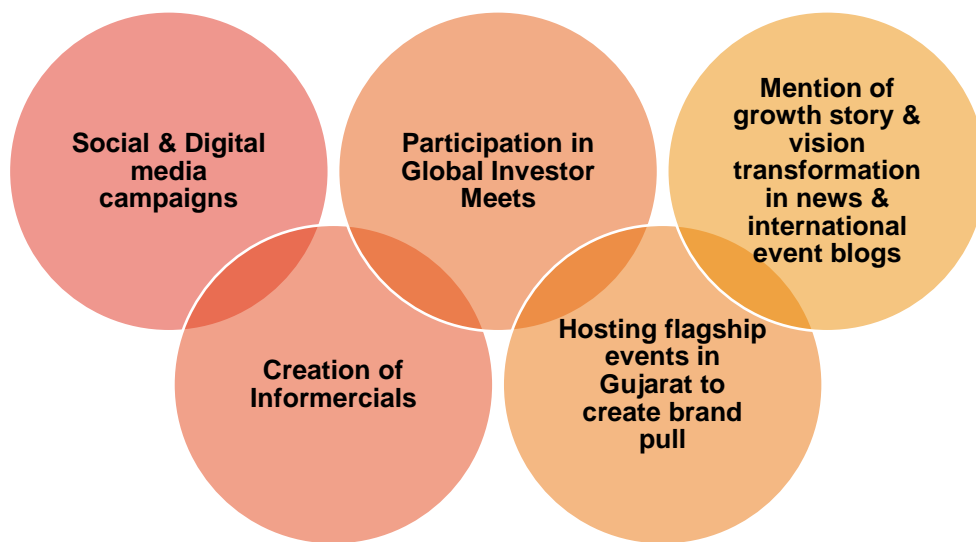 Social & Digital
media
campaigns
Participation in
Global Investor
Meets
Mention of
growth story &
vision
transformation
in news &
international
event blogs
Creation of
Informercials
Hosting flagship
events in
Gujarat to
create brand
pull